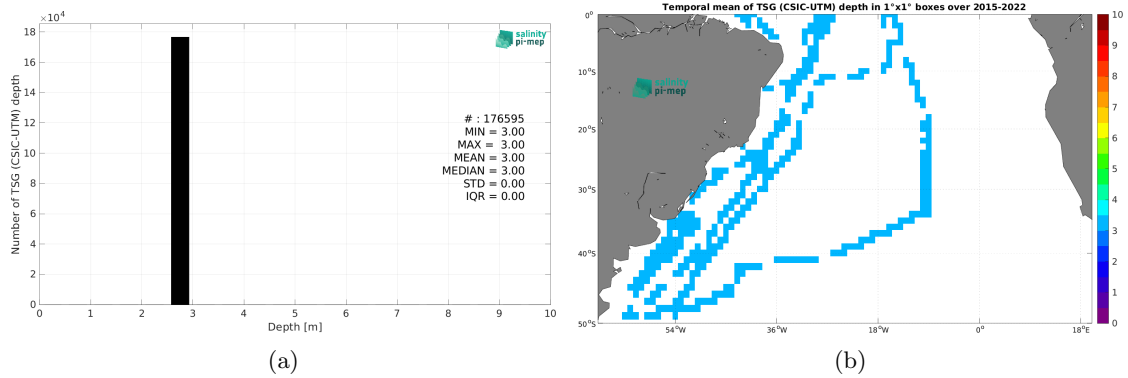 ×10⁴
18
16
14
12
10
8
6
4
2
0
Number of TSG (CSIC-UTM) depth
salinity
pi-mep
# : 176595
MIN = 3.00
MAX = 3.00
MEAN = 3.00
MEDIAN = 3.00
STD = 0.00
IQR = 0.00
0 1 2 3 4 5 6 7 8 9 10
Depth [m]
(a)
Temporal mean of TSG (CSIC-UTM) depth in 1°x1° boxes over 2015-2022
0°
10°S
20°S
30°S
40°S
50°S
salinity
pi-mep
54°W 36°W 18°W 0° 18°E
10
9
8
7
6
5
4
3
2
1
0
(b)